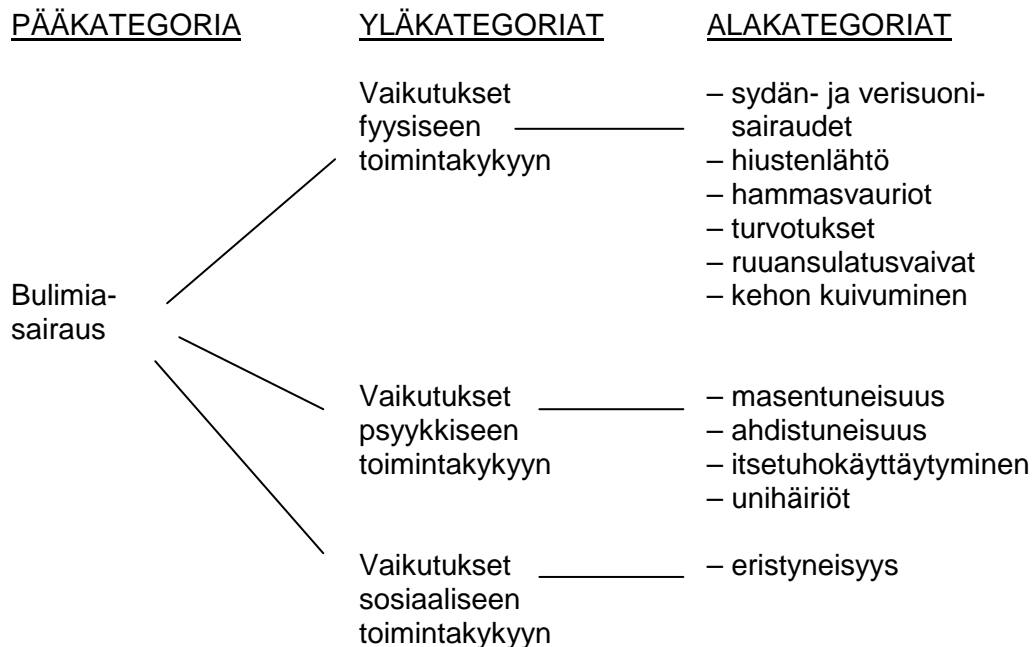 PÄÄKATEGORIA YLÄKATEGORIAT ALAKATEGORIAT
Vaikutukset
fyysiseen
toimintakykyyn
– sydän- ja verisuoni-
sairaudet
– hiustenlähtö
– hammasvauriot
– turvotukset
– ruuansulatusvaivat
– kehon kuivuminen
Bulimia-
sairaus
Vaikutukset
psyykkiseen
toimintakykyyn
– masentuneisuus
– ahdistuneisuus
– itsetuhokäyttäytyminen
– unihäiriöt
Vaikutukset
sosiaaliseen
toimintakykyyn
– eristyneisyys